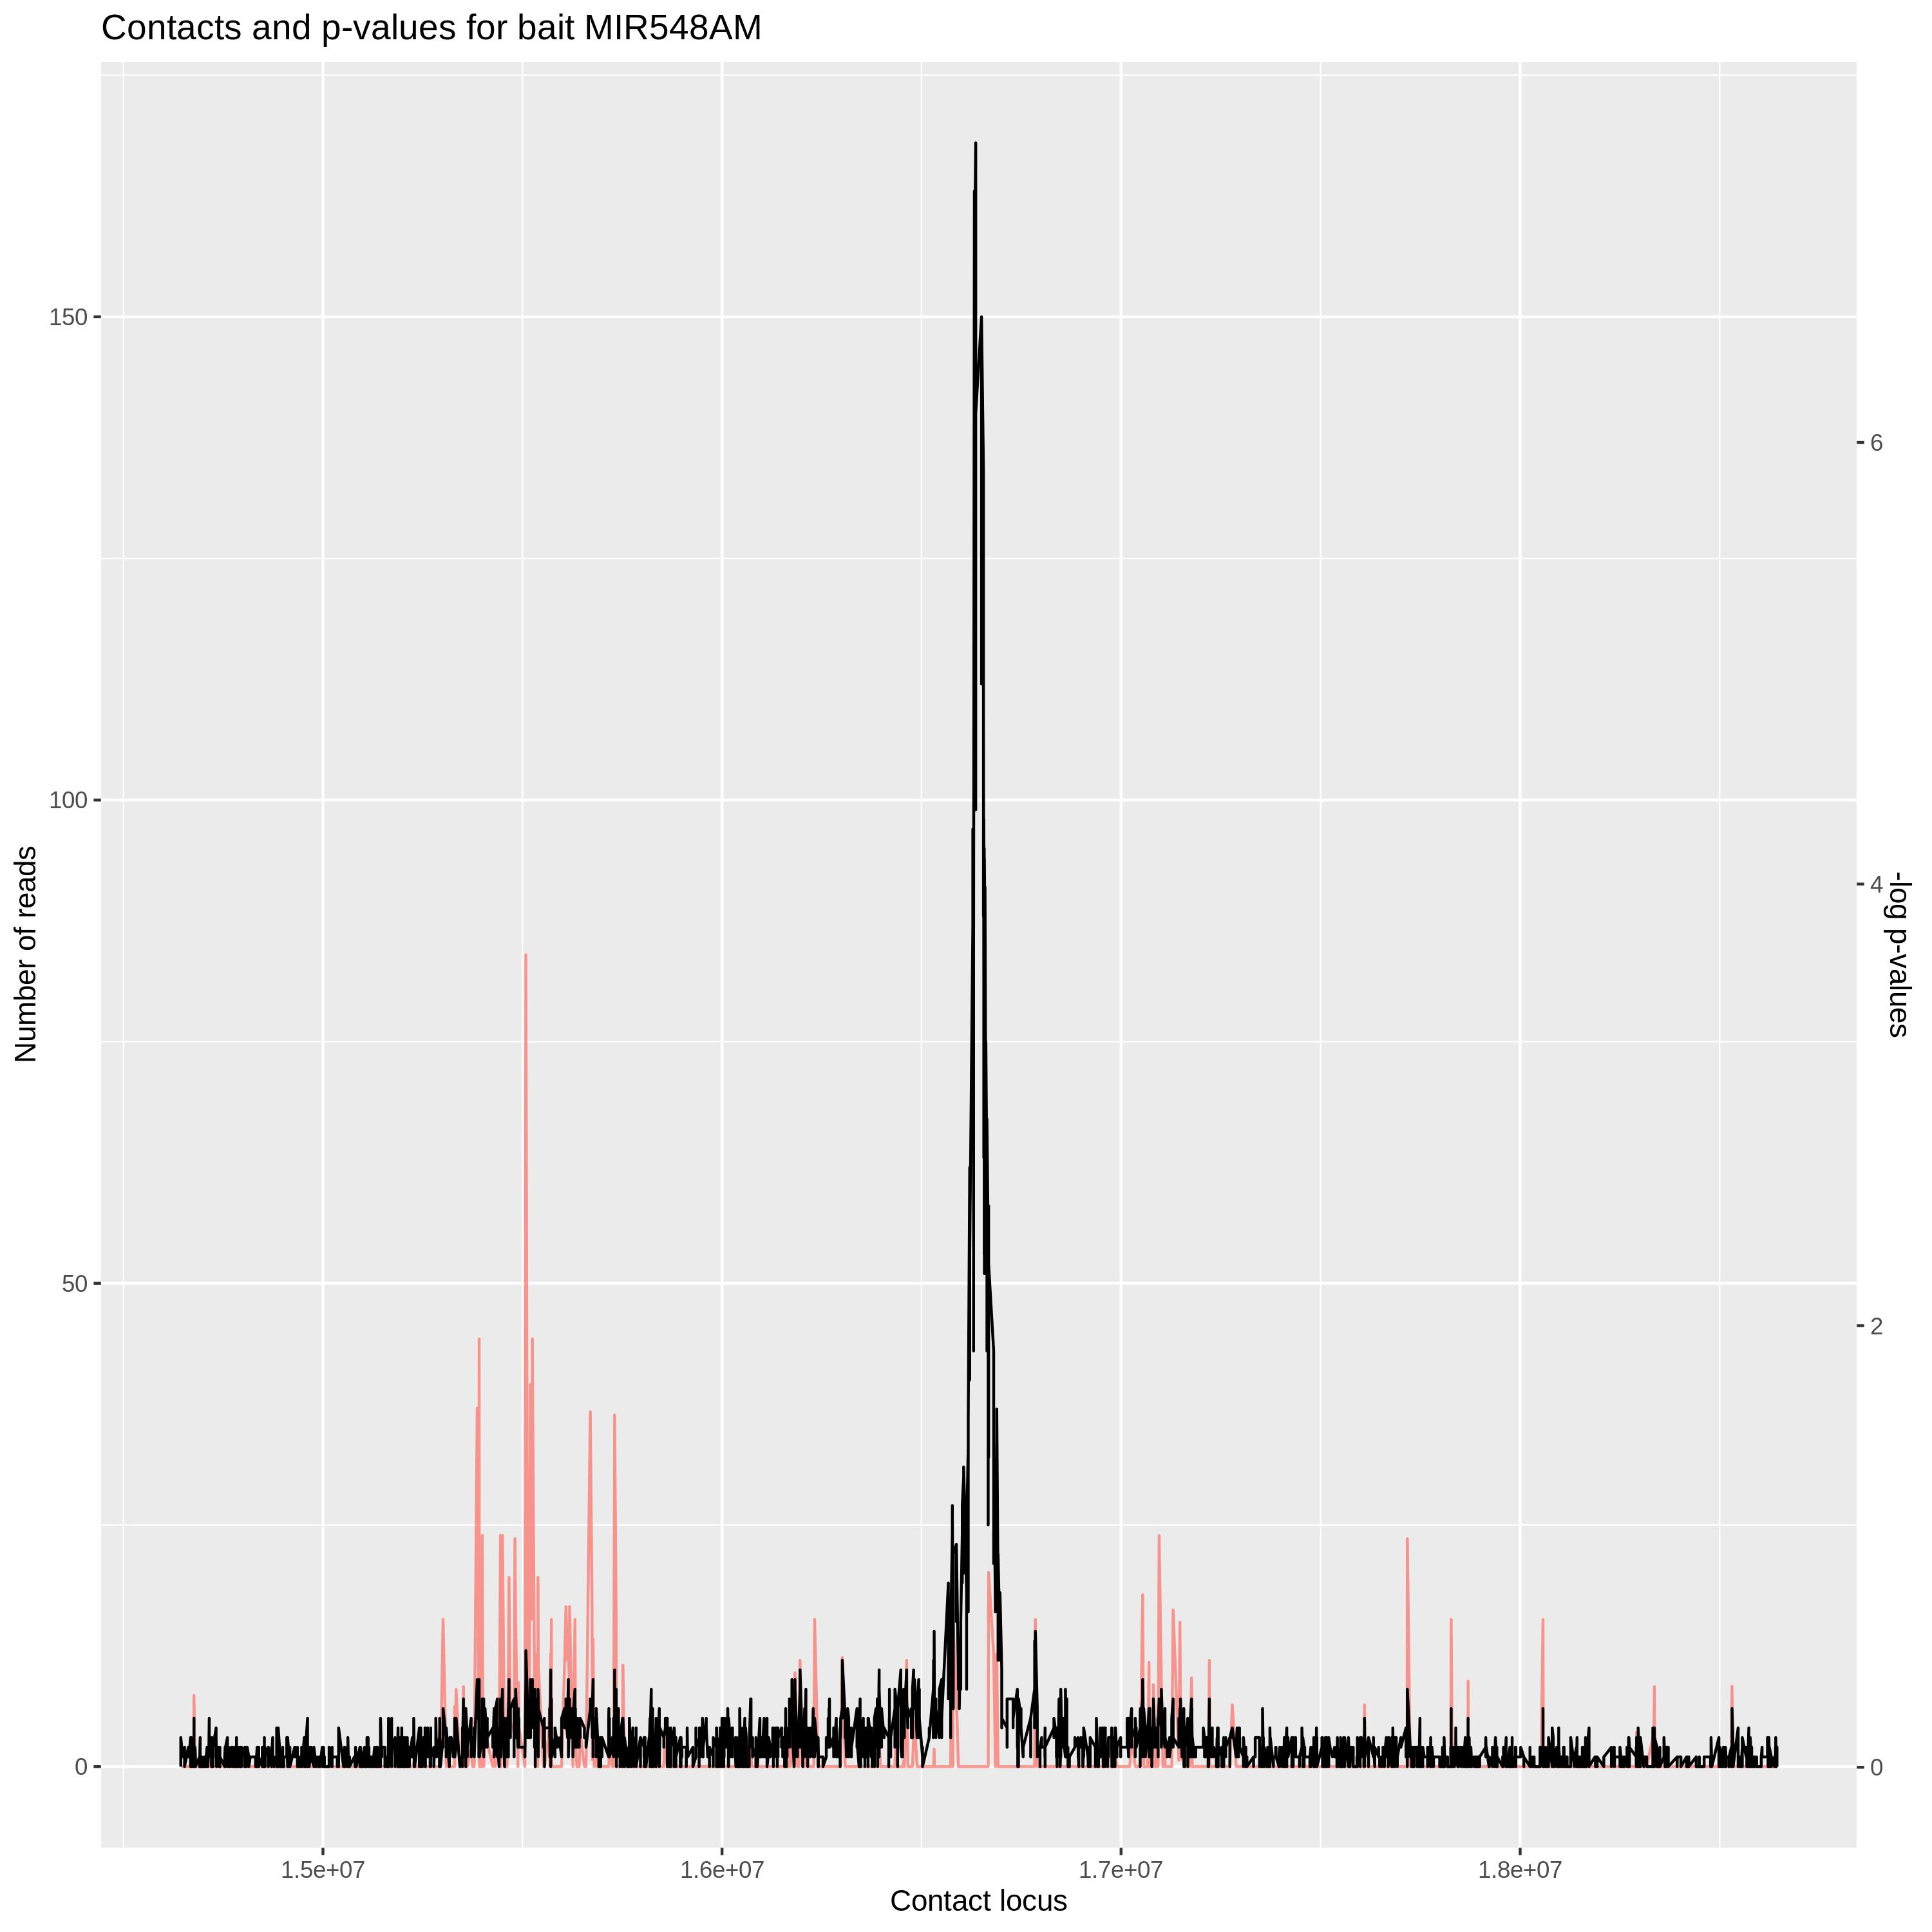 Contacts and p-values for bait MIR548AM
150
100
50
0
Number of reads
6
4
2
0
-log p-values
1.5e+07
1.6e+07
1.7e+07
1.8e+07
Contact locus